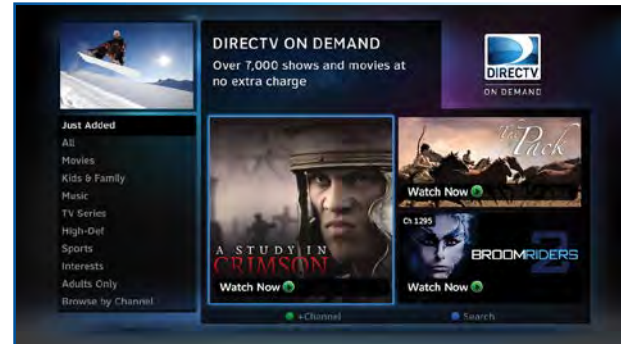 DIRECTV ON DEMAND
Over 7,000 shows and movies at
no extra charge
DIRECTV
ON DEMAND
Just Added
All
Movies
Kids & Family
Music
TV Series
High-Def
Sports
Interests
Adults Only
Browse by Channel
A STUDY IN
CRIMSON
Watch Now
The Pack
Watch Now
Ch 1295
BROOMRIDERS
2
Watch Now
+Channel
Search